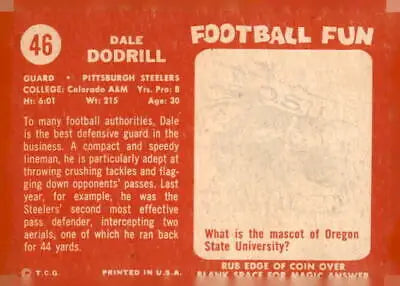 46
DALE
DODRILL
GUARD • PITTSBURGH STEELERS
COLLEGE: Colorado A&M Yrs. Pro: 8
Ht: 6:01 Wt: 215 Age: 30
To many football authorities, Dale
is the best defensive guard in the
business. A compact and speedy
lineman, he is particularly adept at
throwing crushing tackles and flag-
ging down opponents' passes. Last
year, for example, he was the
Steelers' second most effective
pass defender, intercepting two
aerials, one of which he ran back
for 44 yards.
© T.C.G. PRINTED IN U.S.A.
FOOTBALL FUN
What is the mascot of Oregon
State University?
RUB EDGE OF COIN OVER
BLANK SPACE FOR MAGIC ANSWER